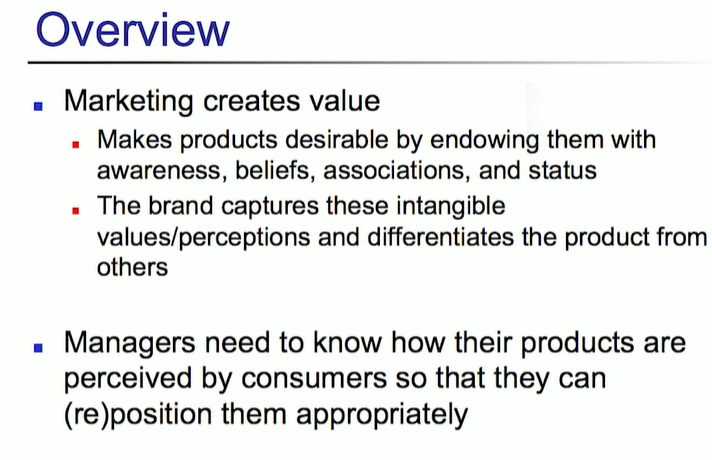 Overview
Marketing creates value
Makes products desirable by endowing them with
awareness, beliefs, associations, and status
The brand captures these intangible
values/perceptions and differentiates the product from
others
Managers need to know how their products are
perceived by consumers so that they can
(re)position them appropriately